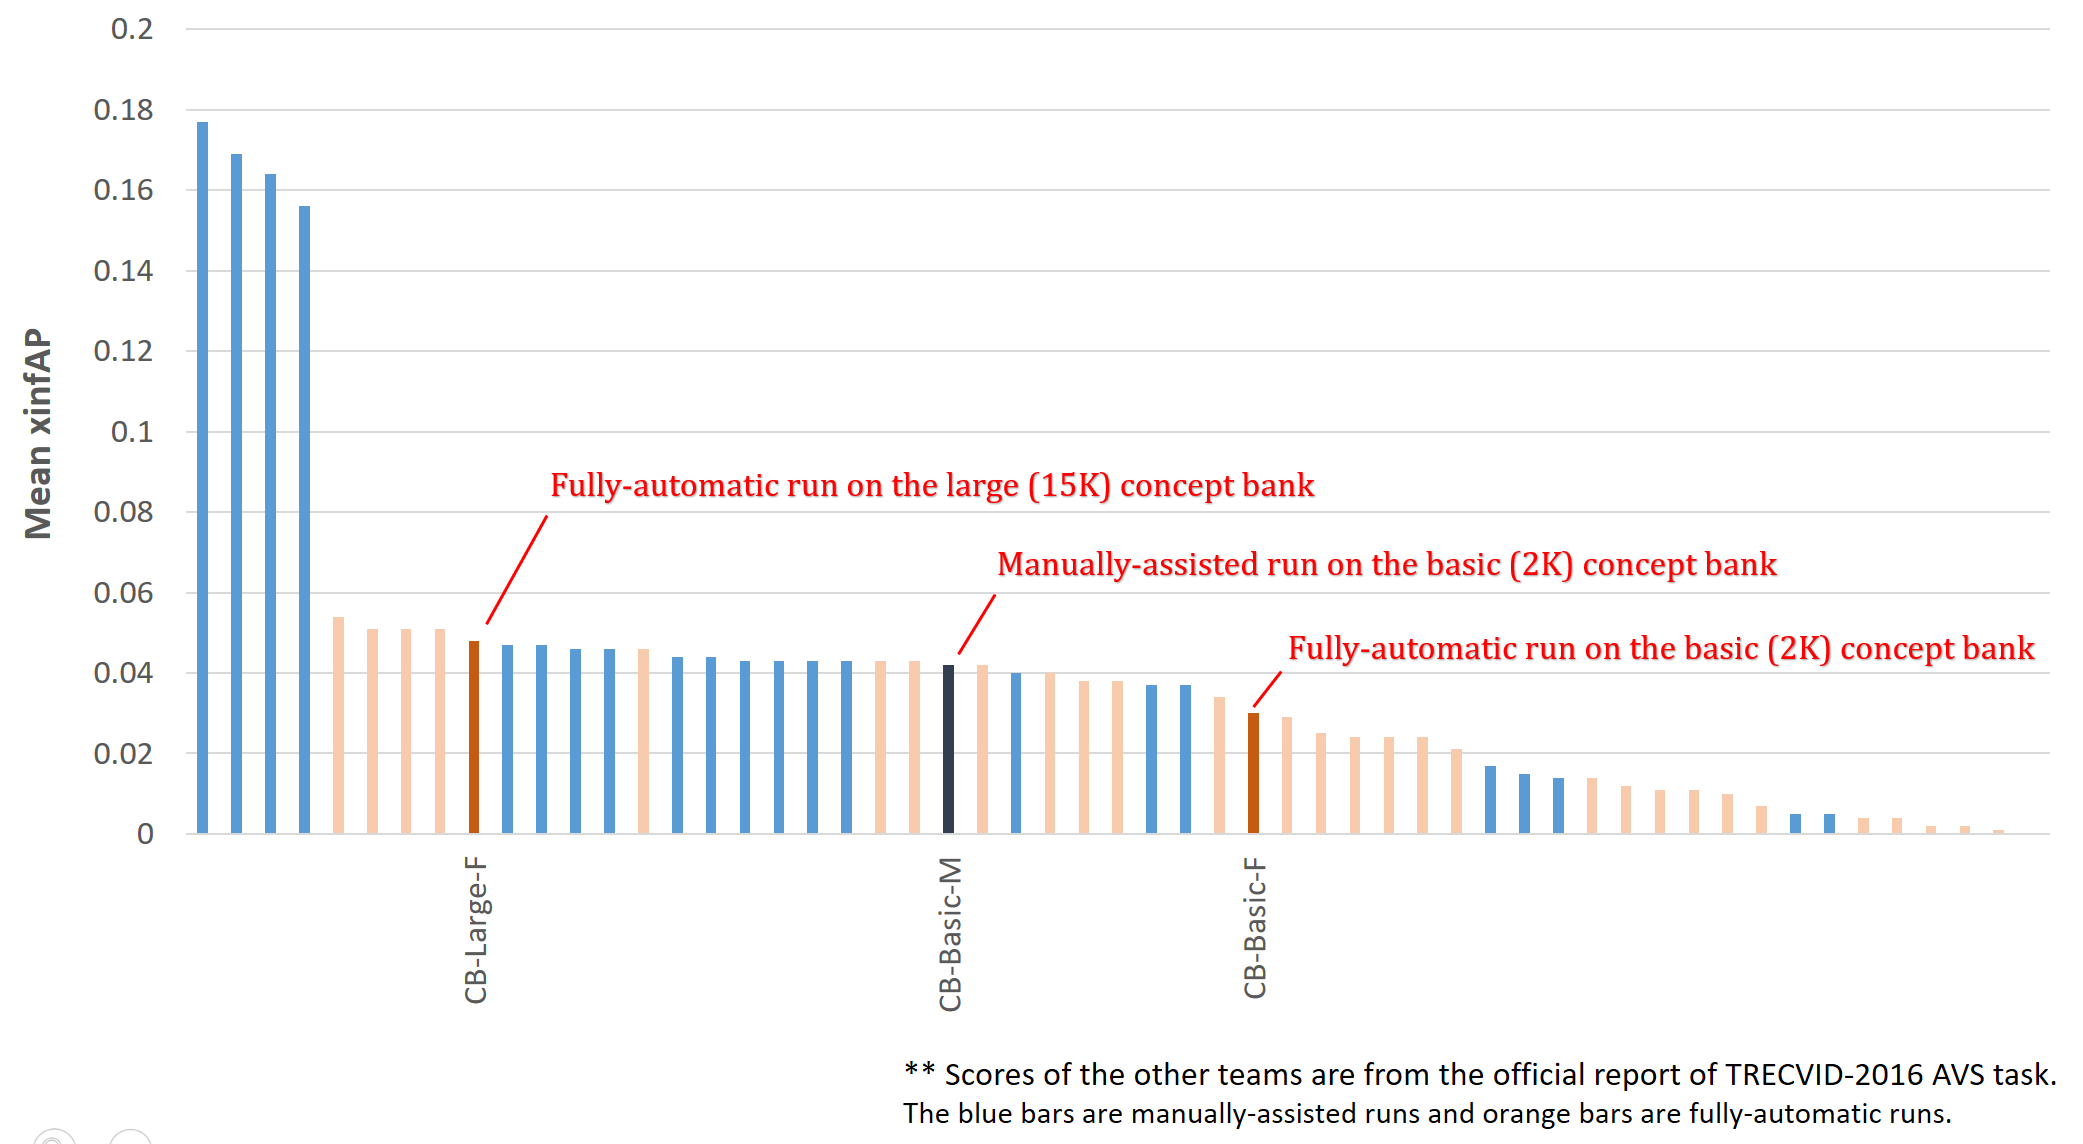 0.2
0.18
0.16
0.14
0.12
0.1
0.08
0.06
0.04
0.02
0
Mean xinfAP
Fully-automatic run on the large (15K) concept bank
Manually-assisted run on the basic (2K) concept bank
Fully-automatic run on the basic (2K) concept bank
CB-Large-F
CB-Basic-M
CB-Basic-F
** Scores of the other teams are from the official report of TRECVID-2016 AVS task.
The blue bars are manually-assisted runs and orange bars are fully-automatic runs.